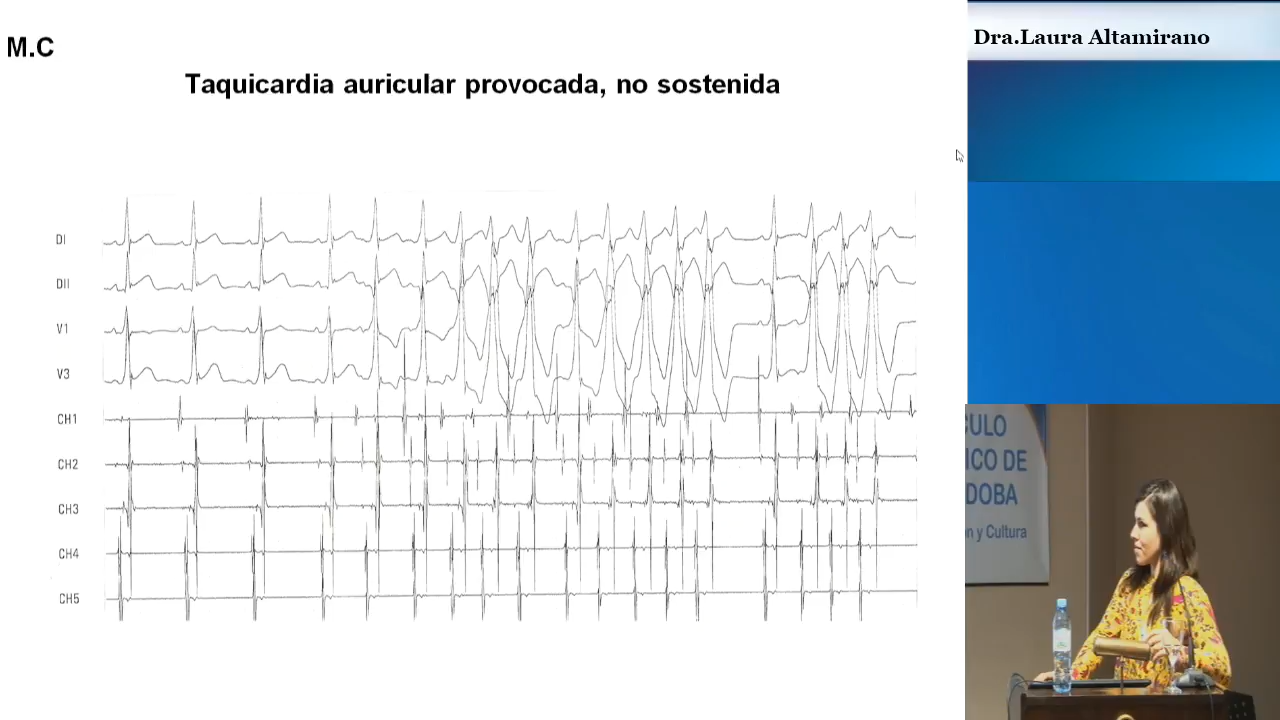 M.C
Taquicardia auricular provocada, no sostenida
DI
DII
V1
V3
CH1
CH2
CH3
CH4
CH5
Dra.Laura Altamirano
CULO
ICO DE
DOBA
n y Cultura